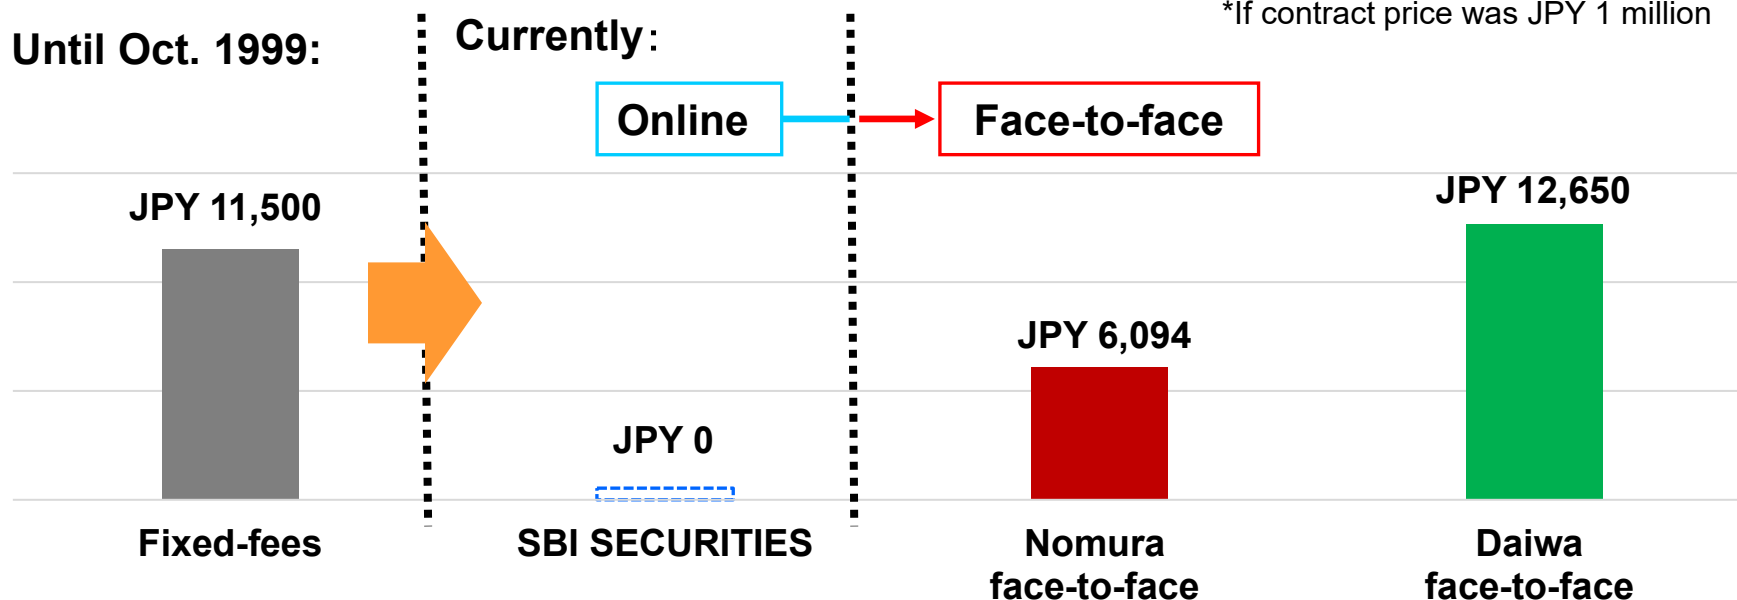 *If contract price was JPY 1 million
Until Oct. 1999:
Currently:
Online
Face-to-face
JPY 11,500
JPY 0
JPY 6,094
JPY 12,650
Fixed-fees
SBI SECURITIES
Nomura
face-to-face
Daiwa
face-to-face